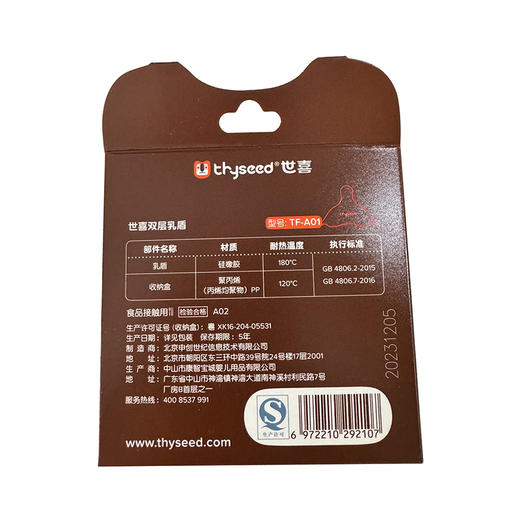 thyseed® 世喜
世喜双层乳盾
型号: TF-A01
部件名称 材质 耐热温度 执行标准
乳盾 硅橡胶 180℃ GB 4806.2-2015
收纳盒 聚丙烯（丙烯均聚物）PP 120℃ GB 4806.7-2016
食品接触用 检验合格 A02
生产许可证号 (收纳盒): 粤 XK16-204-05531
生产日期: 详见包装 保存期限: 5年
制造商: 北京申创世纪信息技术有限公司
地址: 北京市朝阳区东三环中路39号院24号楼17层2001
生产商: 中山市康智宝城婴儿用品有限公司
地址: 广东省中山市神湾镇神湾大道南神溪村利民路7号
厂房B首层之一
服务热线: 400 8537 991
www.thyseed.com
QS
生产许可
6 972210 292107
20231205